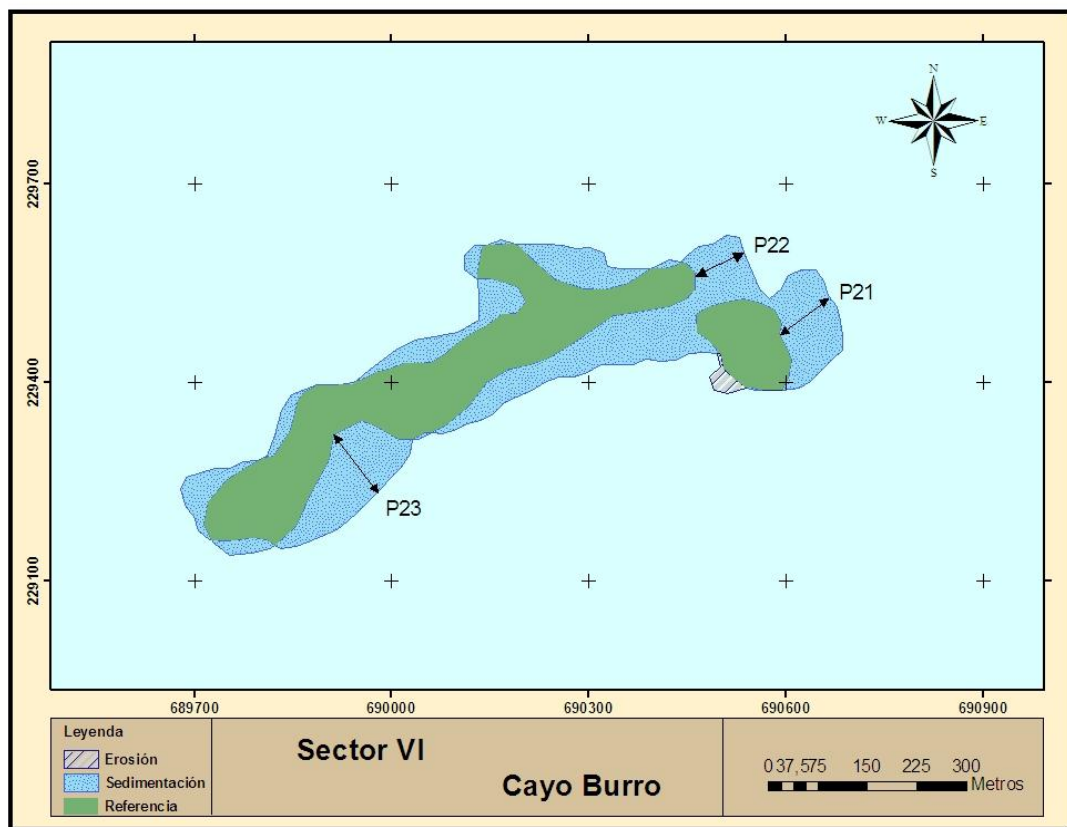 N
W E
S
P22
P21
P23
229700
229400
229100
689700 690000 690300 690600 690900
Leyenda
Erosión
Sedimentación
Referencia
Sector VI
Cayo Burro
0 37,575 150 225 300
Metros